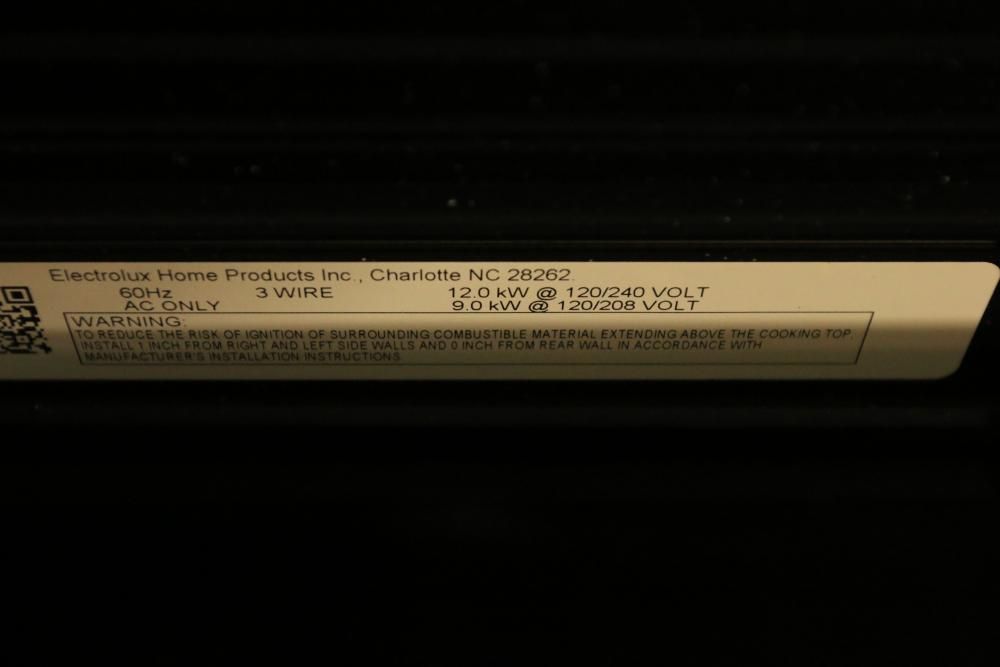 Electrolux Home Products Inc., Charlotte NC 28262.
60Hz 3 WIRE 12.0 kW @ 120/240 VOLT
AC ONLY 9.0 kW @ 120/208 VOLT
WARNING:
TO REDUCE THE RISK OF IGNITION OF SURROUNDING COMBUSTIBLE MATERIAL EXTENDING ABOVE THE COOKING TOP,
INSTALL 1 INCH FROM RIGHT AND LEFT SIDE WALLS AND 0 INCH FROM REAR WALL IN ACCORDANCE WITH
MANUFACTURER'S INSTALLATION INSTRUCTIONS